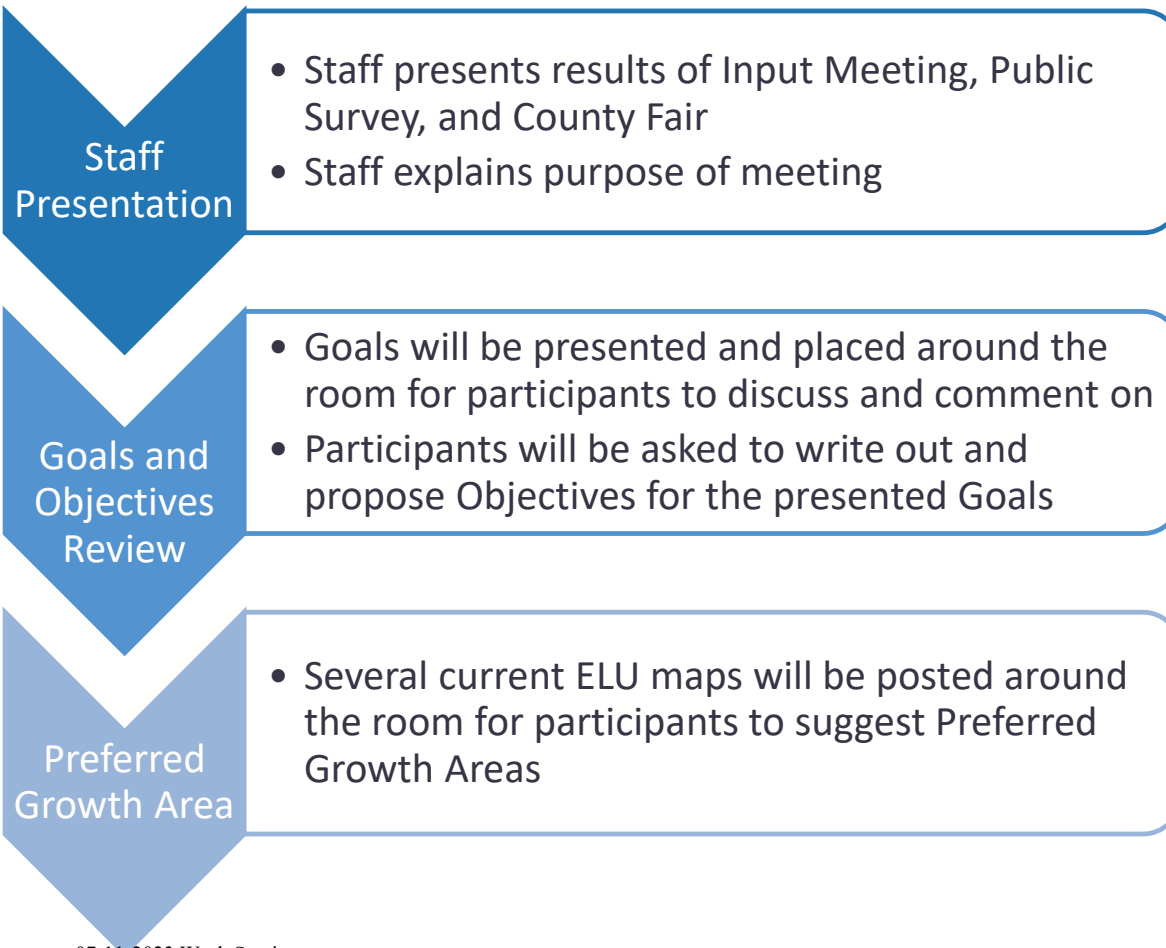 Staff
Presentation
• Staff presents results of Input Meeting, Public
Survey, and County Fair
• Staff explains purpose of meeting
Goals and
Objectives
Review
• Goals will be presented and placed around the
room for participants to discuss and comment on
• Participants will be asked to write out and
propose Objectives for the presented Goals
Preferred
Growth Area
• Several current ELU maps will be posted around
the room for participants to suggest Preferred
Growth Areas